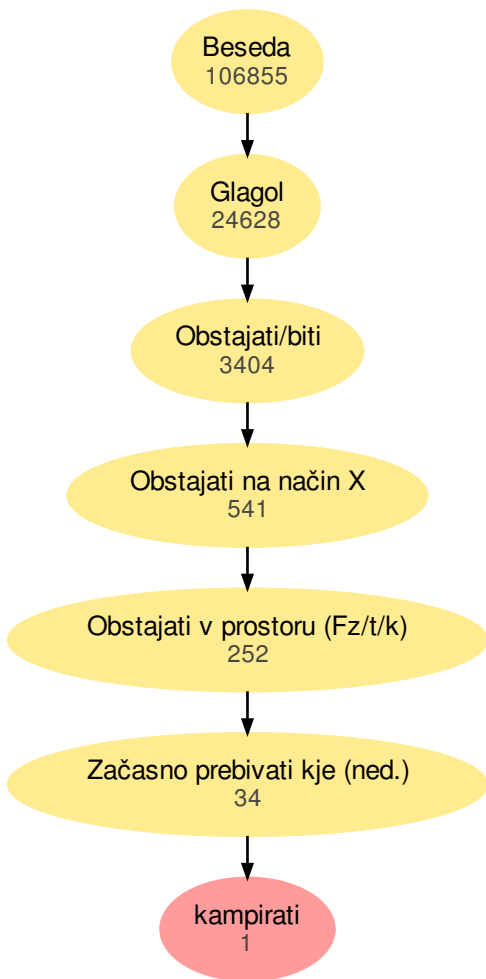 Beseda
106855
Glagol
24628
Obstajati/biti
3404
Obstajati na način X
541
Obstajati v prostoru (Fz/t/k)
252
Začasno prebivati kje (ned.)
34
kampirati
1